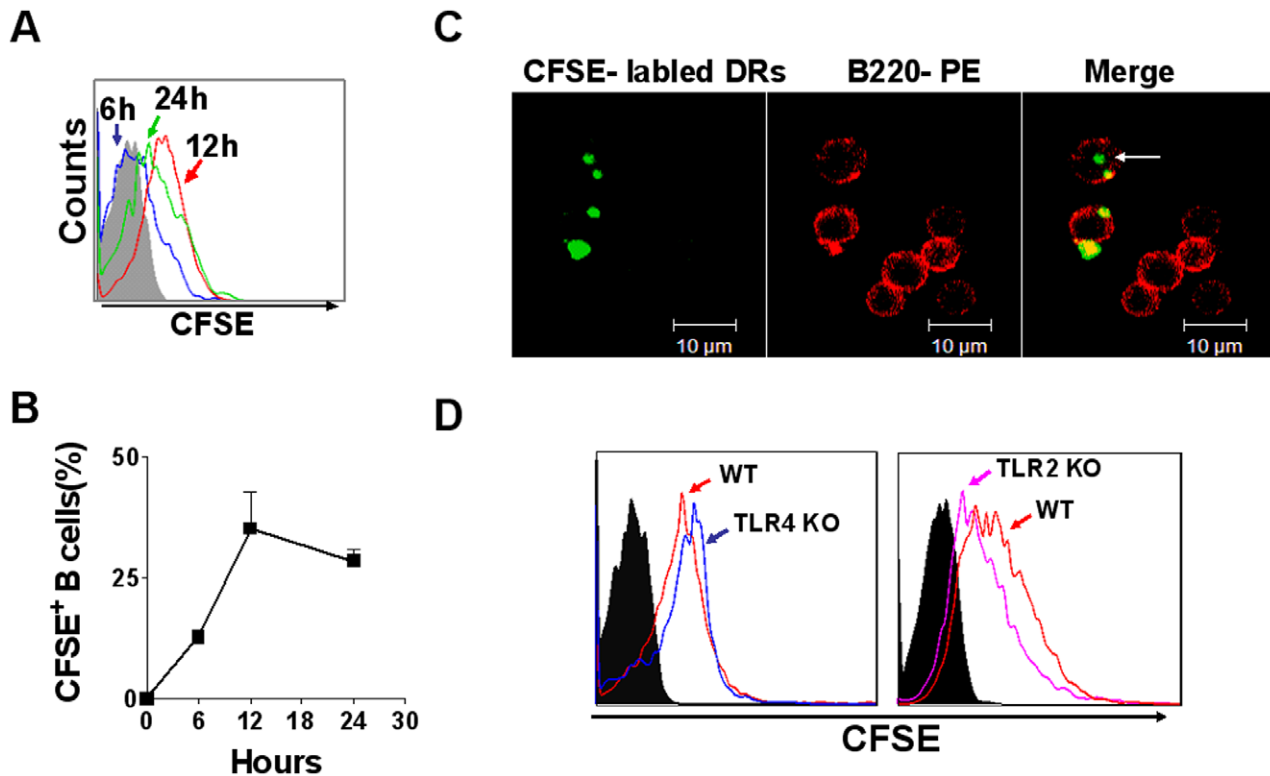 A
6h
24h
12h
Counts
CFSE
B
CFSE+ B cells(%)
50
25
0
0 6 12 18 24 30
Hours
C
CFSE- labled DRs B220- PE Merge
10 µm 10 µm 10 µm
D
WT
TLR4 KO
TLR2 KO
WT
CFSE